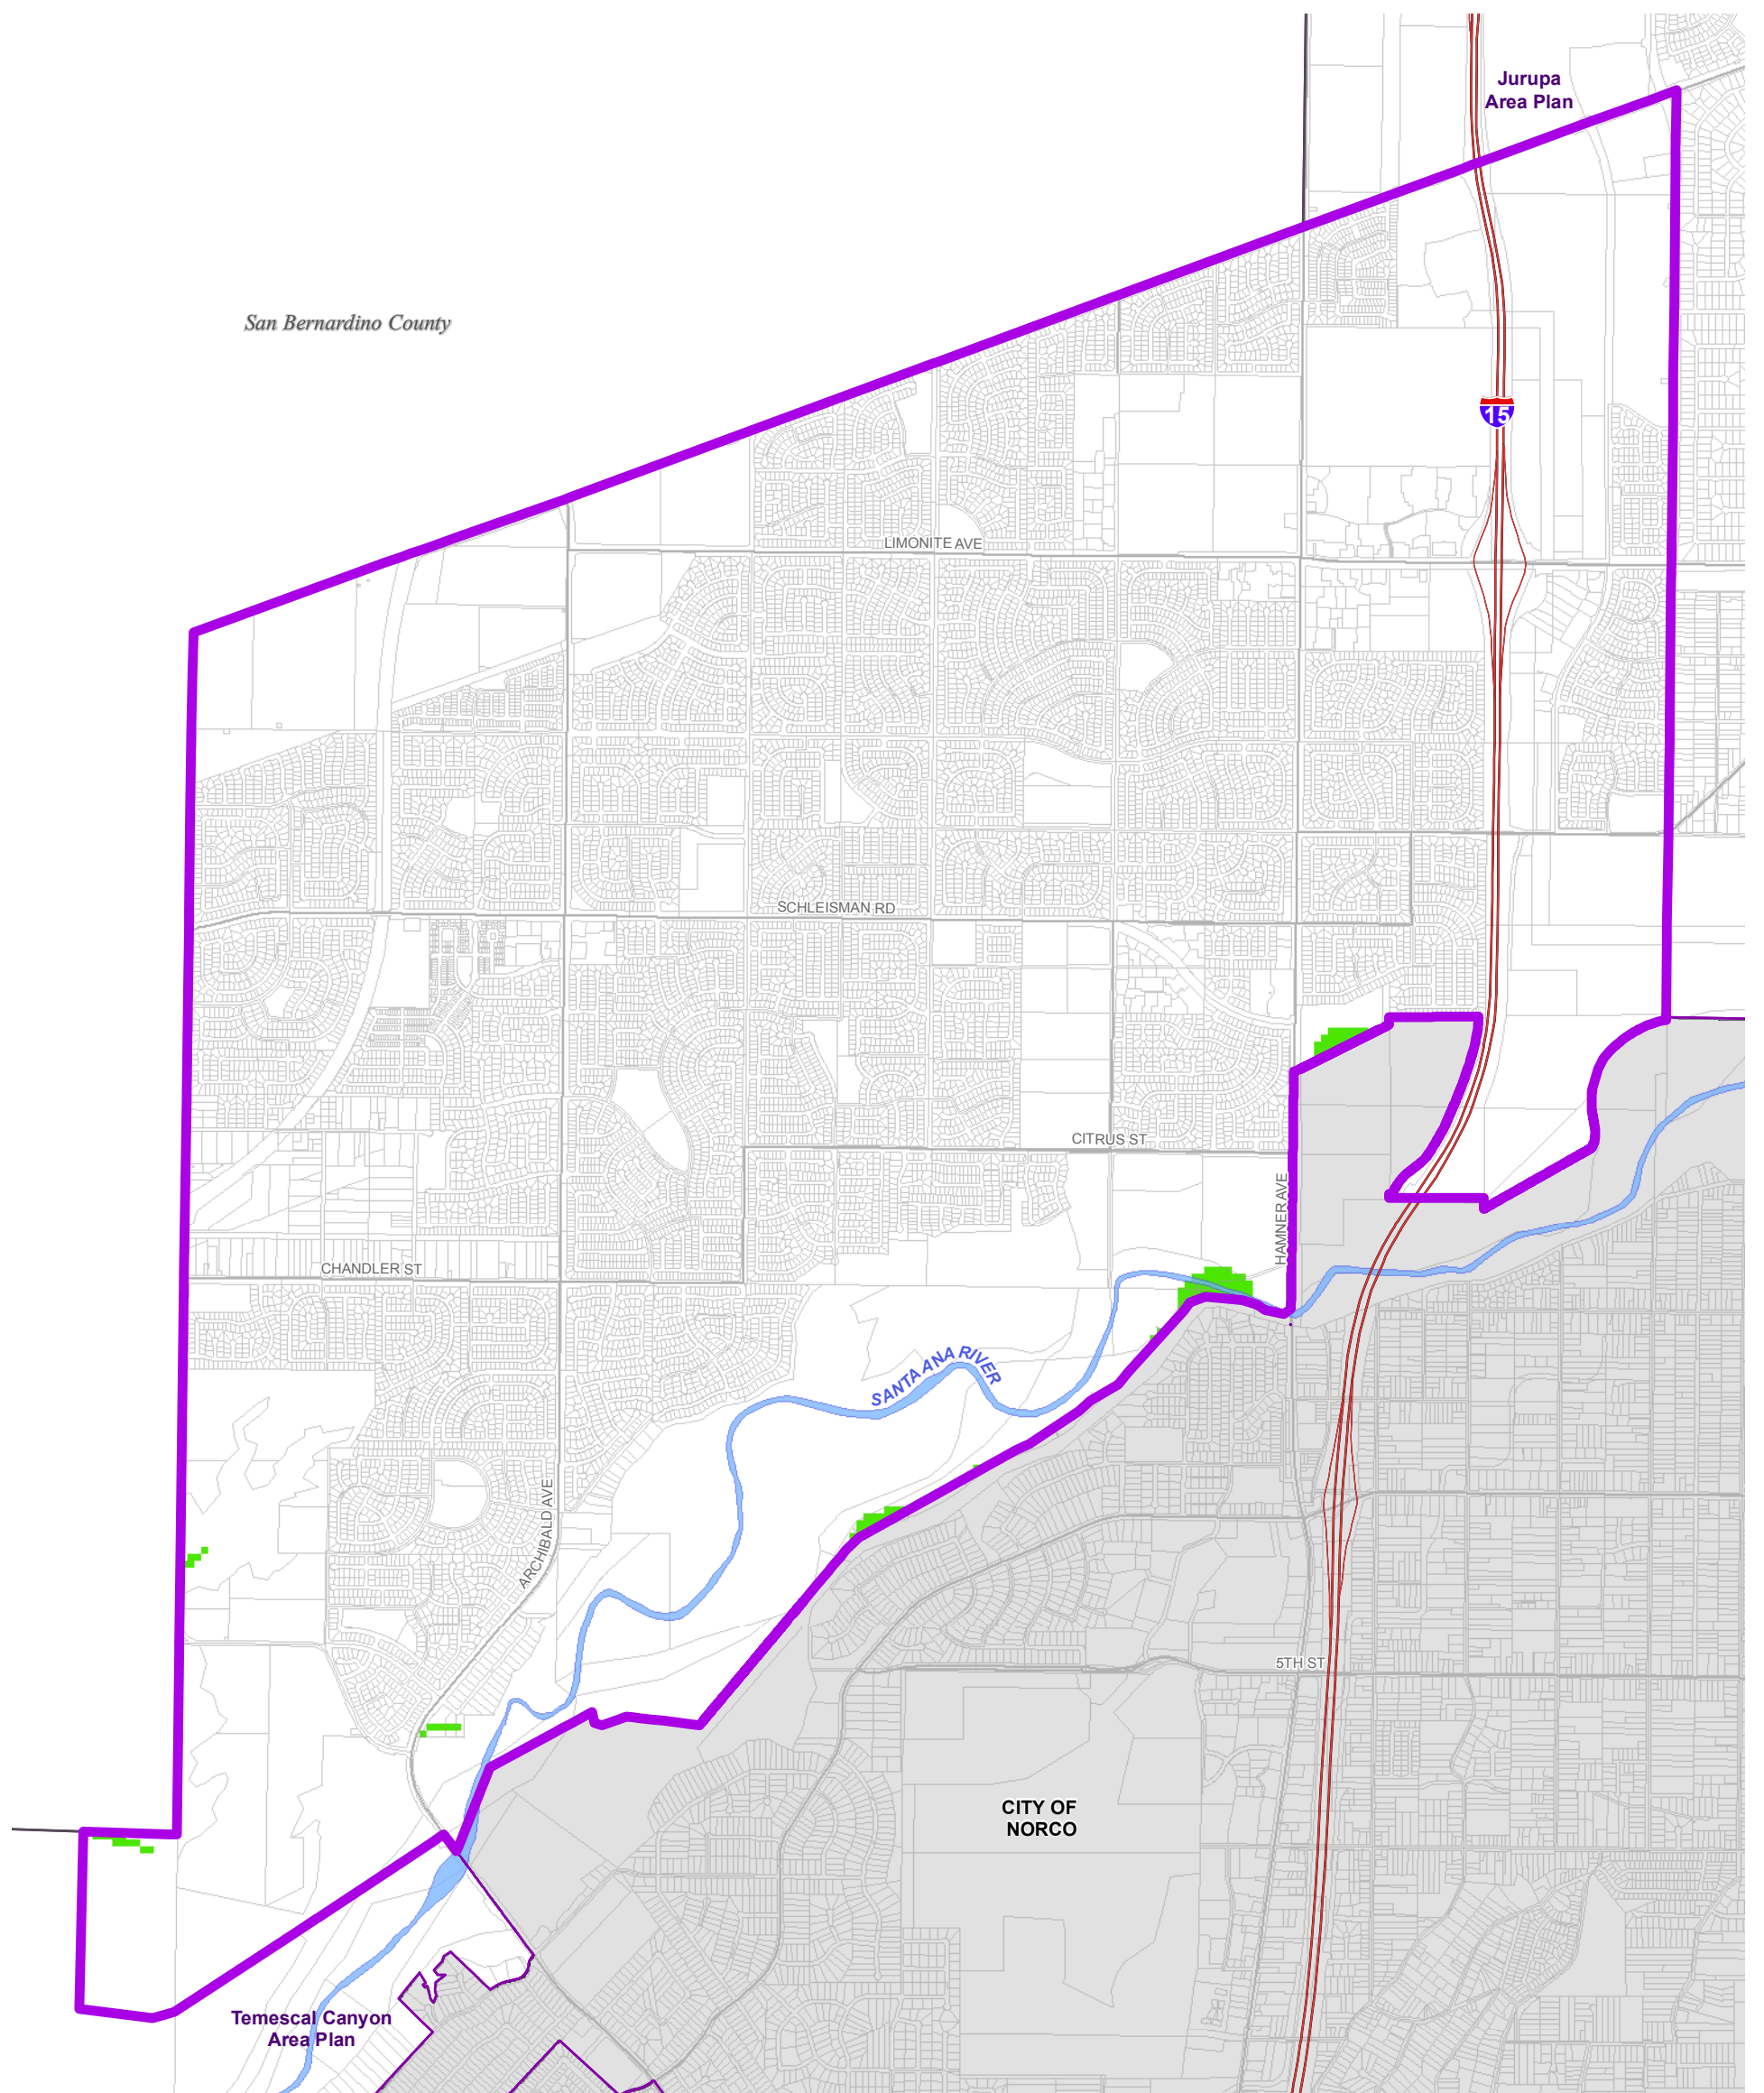 Jurupa
Area Plan
San Bernardino County
15
LIMONITE AVE
SCHLEISMAN RD
CITRUS ST
HAMNER AVE
CHANDLER ST
SANTA ANA RIVER
ARCHIBALD AVE
5TH ST
CITY OF
NORCO
Temescal Canyon
Area Plan